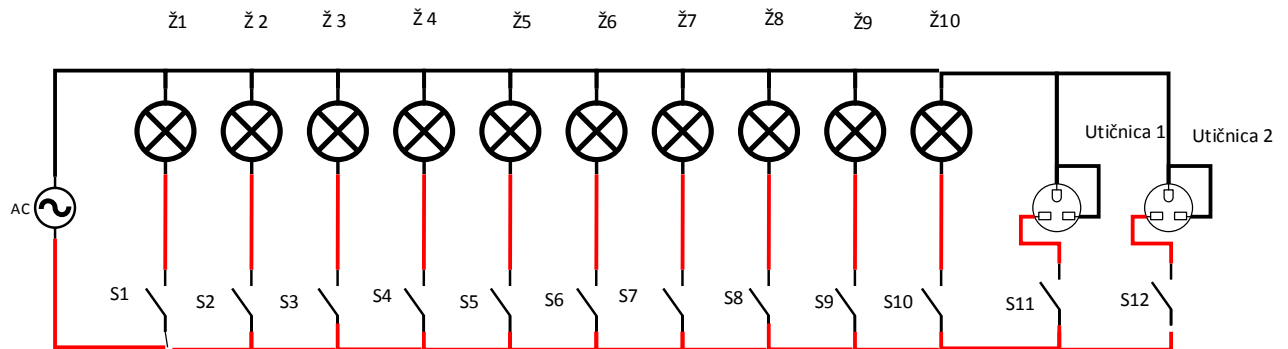 Ž1 Ž 2 Ž 3 Ž 4 Ž5 Ž6 Ž7 Ž8 Ž9 Ž10
Utičnica 1
Utičnica 2
AC
S1 S2 S3 S4 S5 S6 S7 S8 S9 S10 S11 S12